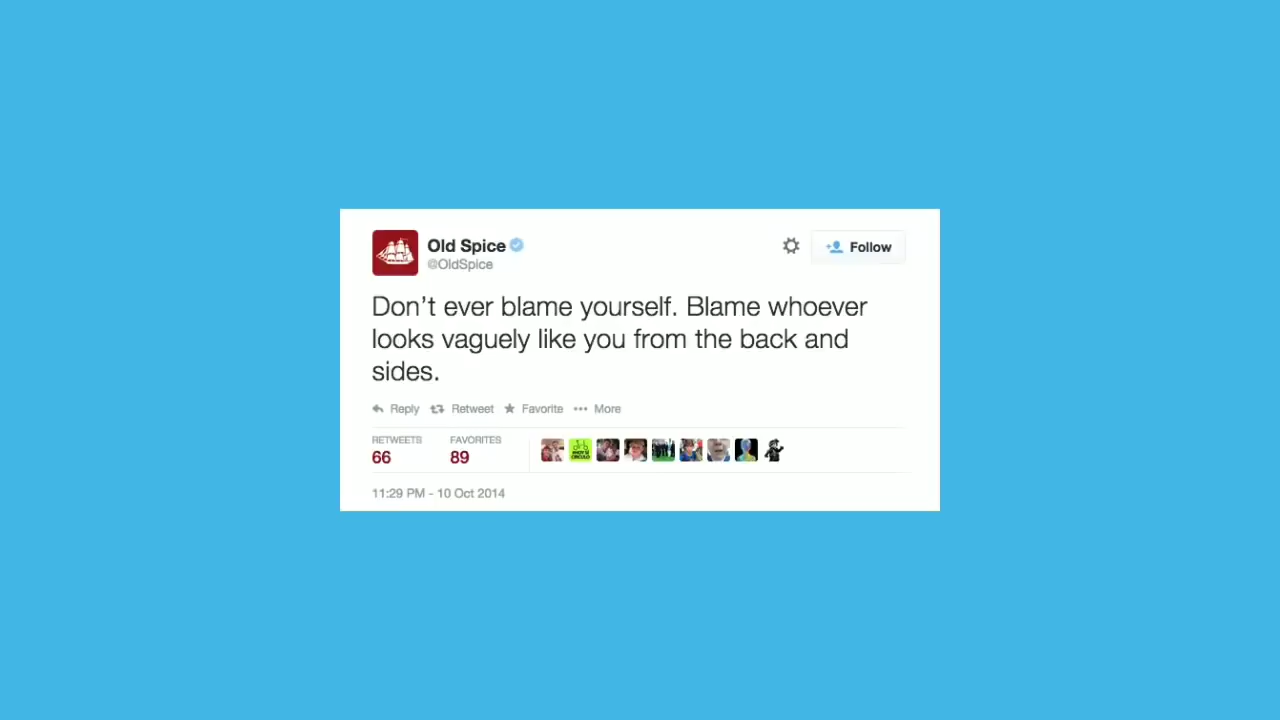 Old Spice
@OldSpice
Follow
Don't ever blame yourself. Blame whoever
looks vaguely like you from the back and
sides.
Reply Retweet Favorite More
RETWEETS FAVORITES
66 89
11:29 PM - 10 Oct 2014